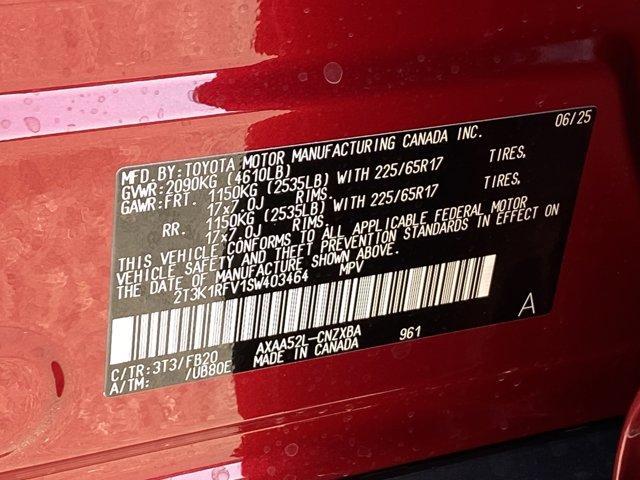 06/25
MFD.BY:TOYOTA MOTOR MANUFACTURING CANADA INC.
GVWR:2090KG (4610LB)
GAWR:FRT. 1150KG (2535LB) WITH 225/65R17 TIRES,
17x7.0J RIMS.
RR. 1150KG (2535LB) WITH 225/65R17 TIRES,
17x7.0J RIMS.
THIS VEHICLE CONFORMS TO ALL APPLICABLE FEDERAL MOTOR
VEHICLE SAFETY AND THEFT PREVENTION STANDARDS IN EFFECT ON
THE DATE OF MANUFACTURE SHOWN ABOVE.
2T3K1RFV1SW403464 MPV
A
C/TR:3T3/FB20 AXAA52L-CNZXBA 961
A/TM: /UB80E MADE IN CANADA